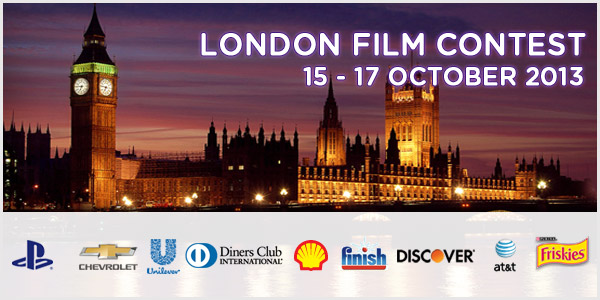 LONDON FILM CONTEST
15 - 17 OCTOBER 2013
CHEVROLET
Unilever
Diners Club
INTERNATIONAL®
finish
DISCOVER®
at&t
PURINA
Friskies